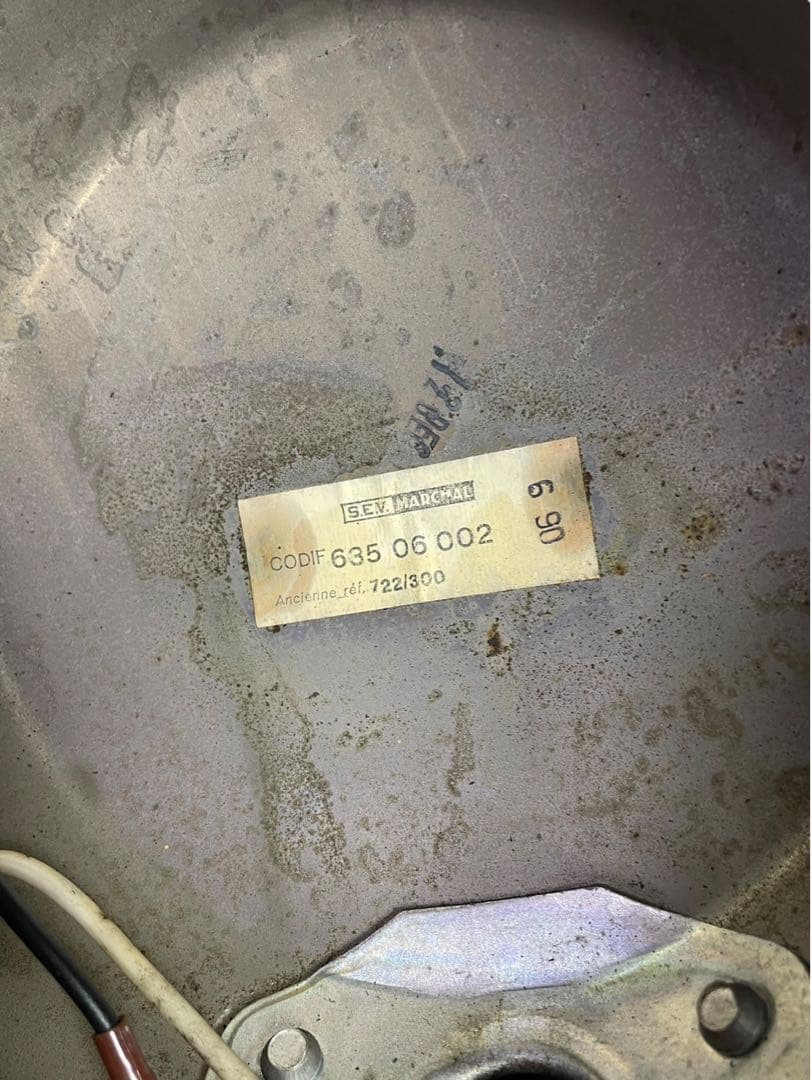 S.E.V. MARCHAL
CODIF 635 06 002
Ancienne réf. 722/300
6 90